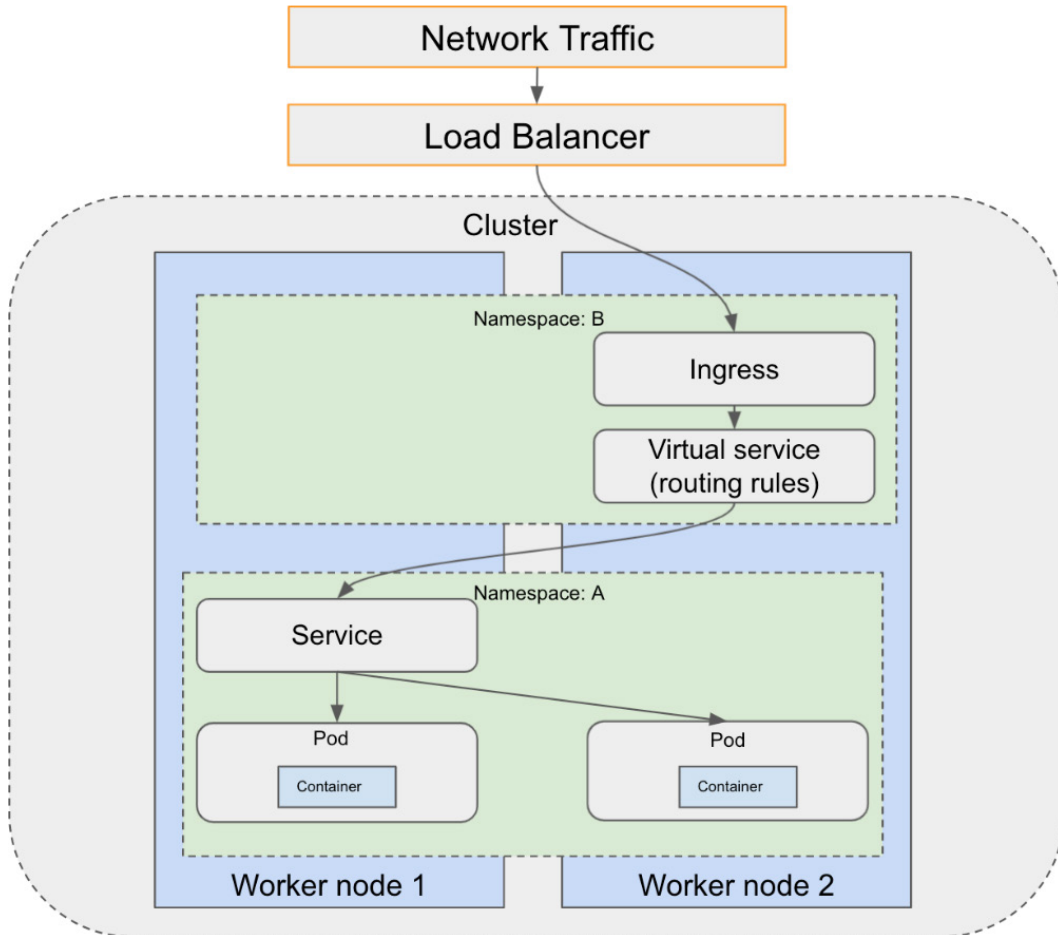 Network Traffic
Load Balancer
Cluster
Namespace: B
Ingress
Virtual service
(routing rules)
Namespace: A
Service
Pod
Container
Pod
Container
Worker node 1
Worker node 2